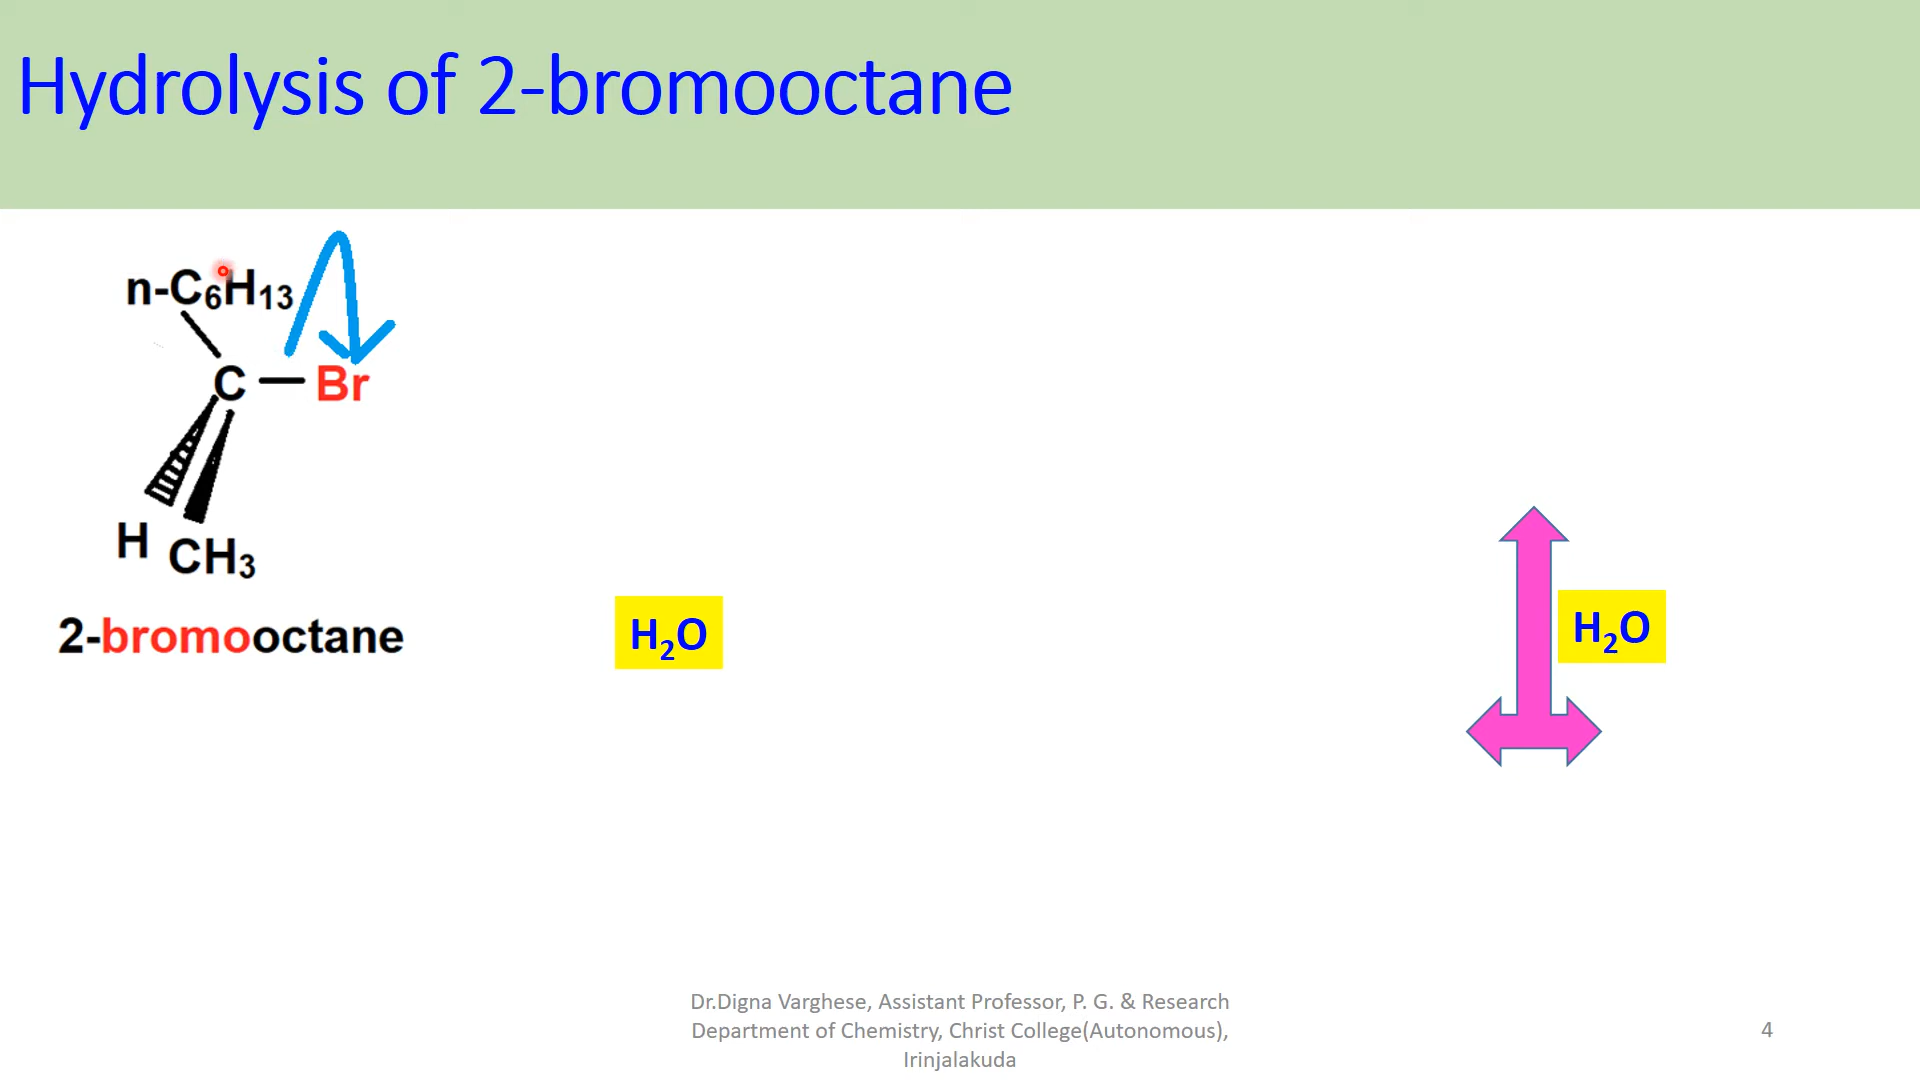 Hydrolysis of 2-bromooctane
n-C₆H₁₃
C — Br
H CH₃
2-bromooctane
H₂O
H₂O
Dr.Digna Varghese, Assistant Professor, P. G. & Research
Department of Chemistry, Christ College(Autonomous),
Irinjalakuda
4